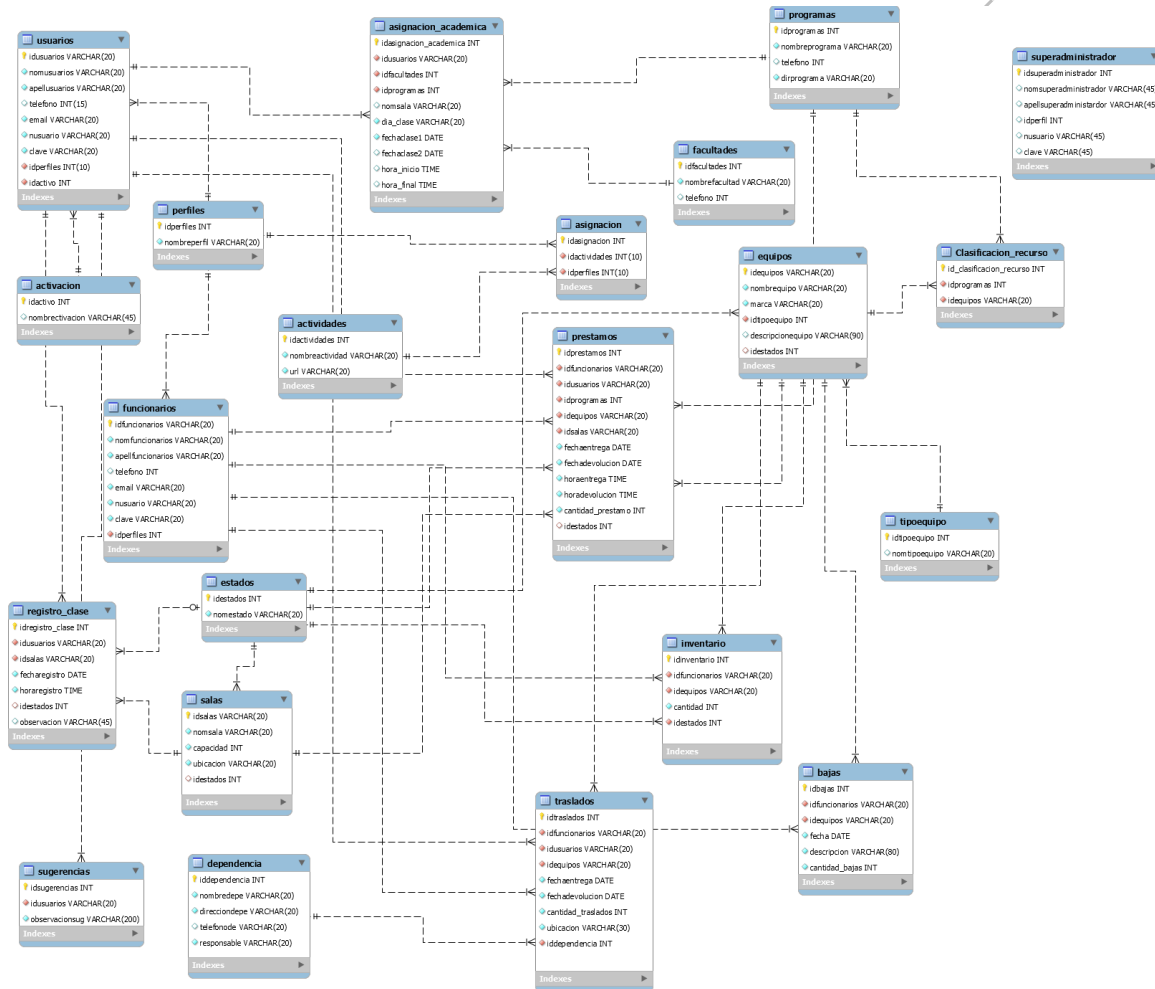 usuarios
idusuarios VARCHAR(20)
nomusuarios VARCHAR(20)
apellusuarios VARCHAR(20)
telefono INT(15)
email VARCHAR(20)
nusuario VARCHAR(20)
clave VARCHAR(20)
idperfiles INT(10)
idactivo INT
Indexes
asignacion_academica
idasignacion_academica INT
idusuarios VARCHAR(20)
idfacultades INT
idprogramas INT
nomsala VARCHAR(20)
dia_clase VARCHAR(20)
fechaclase1 DATE
fechaclase2 DATE
hora_inicio TIME
hora_final TIME
Indexes
programas
idprogramas INT
nombreprograma VARCHAR(20)
telefono INT
dirprograma VARCHAR(20)
Indexes
superadministrador
idsuperadministrador INT
nomsuperadministrador VARCHAR(45)
apellsuperadministardor VARCHAR(45)
idperfil INT
nusuario VARCHAR(45)
clave VARCHAR(45)
Indexes
facultades
idfacultades INT
nombrefacultad VARCHAR(20)
telefono INT
Indexes
perfiles
idperfiles INT
nombreperfil VARCHAR(20)
Indexes
asignacion
idasignacion INT
idactividades INT(10)
idperfiles INT(10)
Indexes
equipos
idequipos VARCHAR(20)
nombrequipo VARCHAR(20)
marca VARCHAR(20)
idtipoequipo INT
descripcionequipo VARCHAR(90)
idestados INT
Indexes
Clasificacion_recurso
id_clasificacion_recurso INT
idprogramas INT
idequipos VARCHAR(20)
Indexes
activacion
idactivo INT
nombrectivacion VARCHAR(45)
Indexes
actividades
idactividades INT
nombreactividad VARCHAR(20)
url VARCHAR(20)
Indexes
prestamos
idprestamos INT
idfuncionarios VARCHAR(20)
idusuarios VARCHAR(20)
idprogramas INT
idequipos VARCHAR(20)
idsalas VARCHAR(20)
fechaentrega DATE
fechadevolucion DATE
horaentrega TIME
horadevolucion TIME
cantidad_prestamo INT
idestados INT
Indexes
funcionarios
idfuncionarios VARCHAR(20)
nomfuncionarios VARCHAR(20)
apellfuncionarios VARCHAR(20)
telefono INT
email VARCHAR(20)
nusuario VARCHAR(20)
clave VARCHAR(20)
idperfiles INT
Indexes
tipoequipo
idtipoequipo INT
nomtipoequipo VARCHAR(20)
Indexes
estados
idestados INT
nomestado VARCHAR(20)
Indexes
registro_clase
idregistro_clase INT
idusuarios VARCHAR(20)
idsalas VARCHAR(20)
fecharegistro DATE
horaregistro TIME
idestados INT
observacion VARCHAR(45)
Indexes
inventario
idinventario INT
idfuncionarios VARCHAR(20)
idequipos VARCHAR(20)
cantidad INT
idestados INT
Indexes
salas
idsalas VARCHAR(20)
nomsala VARCHAR(20)
capacidad INT
ubicacion VARCHAR(20)
idestados INT
Indexes
bajas
idbajas INT
idfuncionarios VARCHAR(20)
idequipos VARCHAR(20)
fecha DATE
descripcion VARCHAR(80)
cantidad_bajas INT
Indexes
traslados
idtraslados INT
idfuncionarios VARCHAR(20)
idusuarios VARCHAR(20)
idequipos VARCHAR(20)
fechaentrega DATE
fechadevolucion DATE
cantidad_traslados INT
ubicacion VARCHAR(30)
iddependencia INT
Indexes
sugerencias
idsugerencias INT
idusuarios VARCHAR(20)
observacionsug VARCHAR(200)
Indexes
dependencia
iddependencia INT
nombredepe VARCHAR(20)
direcciondepe VARCHAR(20)
telefonode VARCHAR(20)
responsable VARCHAR(20)
Indexes